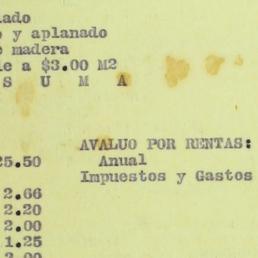 lado
y aplanado
madera
a $3.00 M2
S U M A
AVALUO POR RENTAS:
25.50 Anual
Impuestos y Gastos
2.66
2.20
2.00
1.25